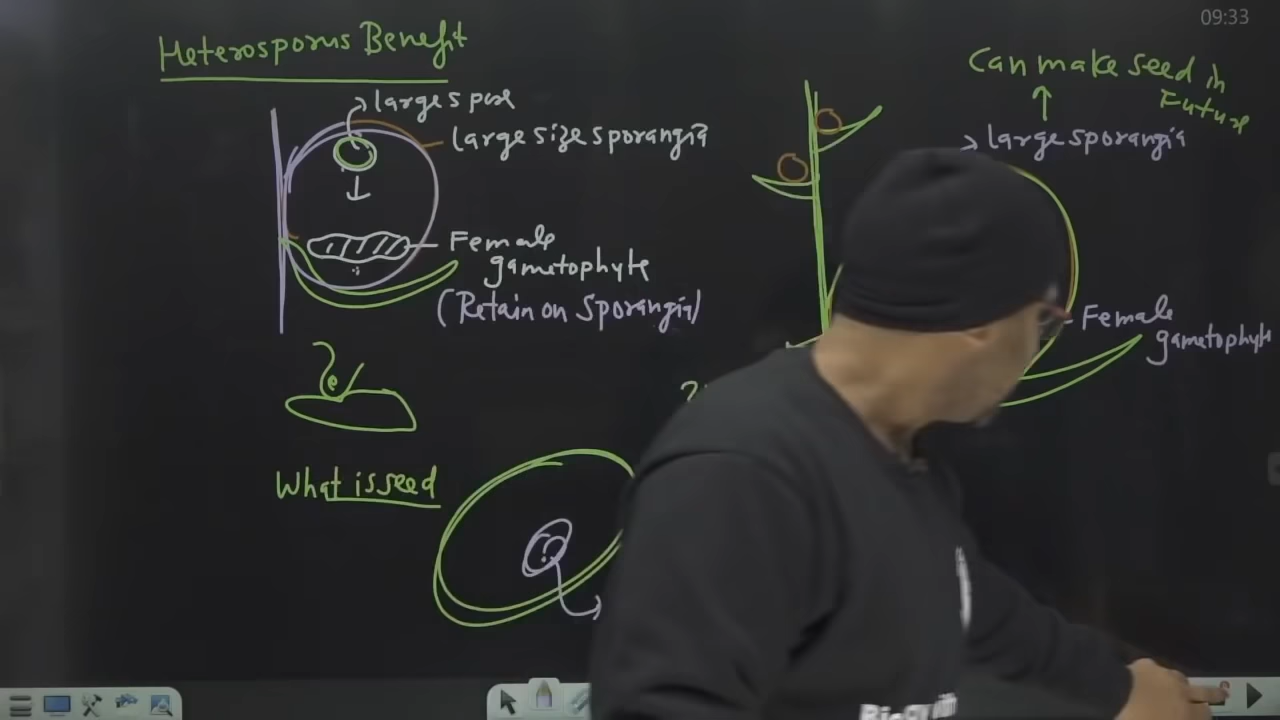 09:33
Heterosporus Benefit
large spore
large size sporangia
Female
gametophyte
(Retain on Sporangia)
What is seed
?
Can make seed in
Future
large sporangia
Female
gametophyte